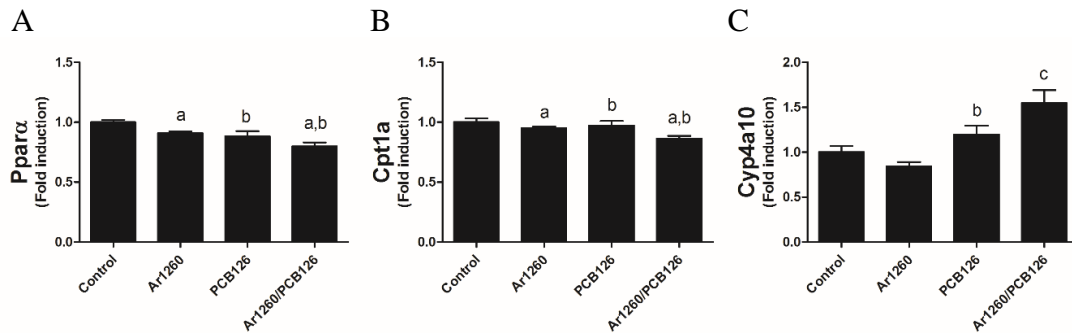 A
Pparα
(Fold induction)
1.5
1.0
0.5
0.0
a
b
a,b
Control
Ar1260
PCB126
Ar1260/PCB126
B
Cpt1a
(Fold induction)
1.5
1.0
0.5
0.0
a
b
a,b
Control
Ar1260
PCB126
Ar1260/PCB126
C
Cyp4a10
(Fold induction)
2.0
1.5
1.0
0.5
0.0
b
c
Control
Ar1260
PCB126
Ar1260/PCB126